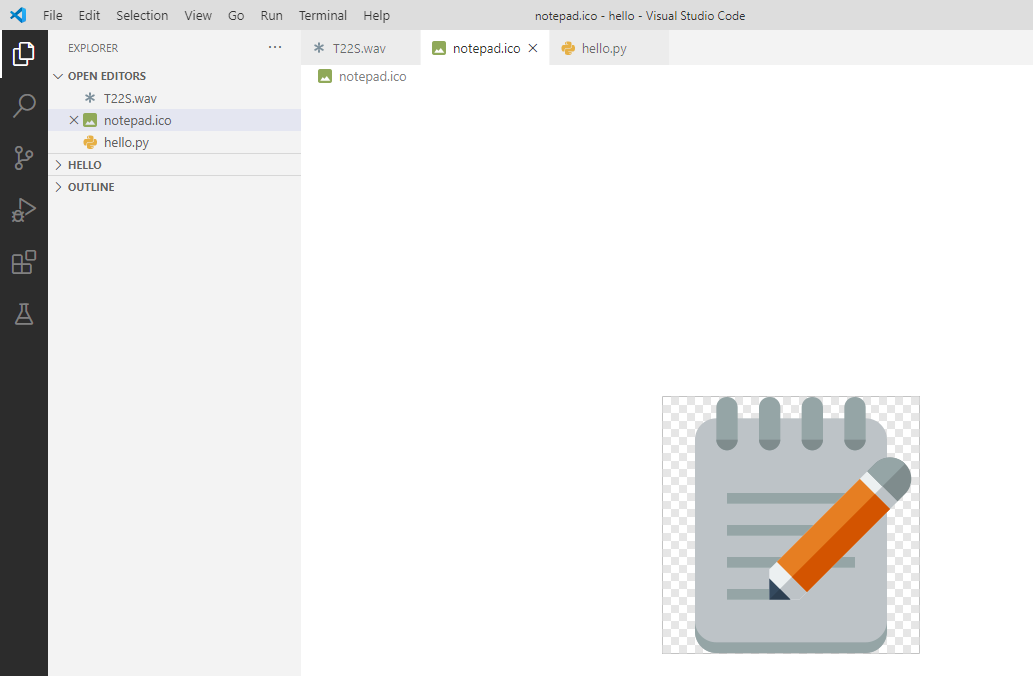 File Edit Selection View Go Run Terminal Help notepad.ico - hello - Visual Studio Code
EXPLORER ···
T22S.wav notepad.ico hello.py
OPEN EDITORS
T22S.wav
notepad.ico
hello.py
HELLO
OUTLINE
notepad.ico